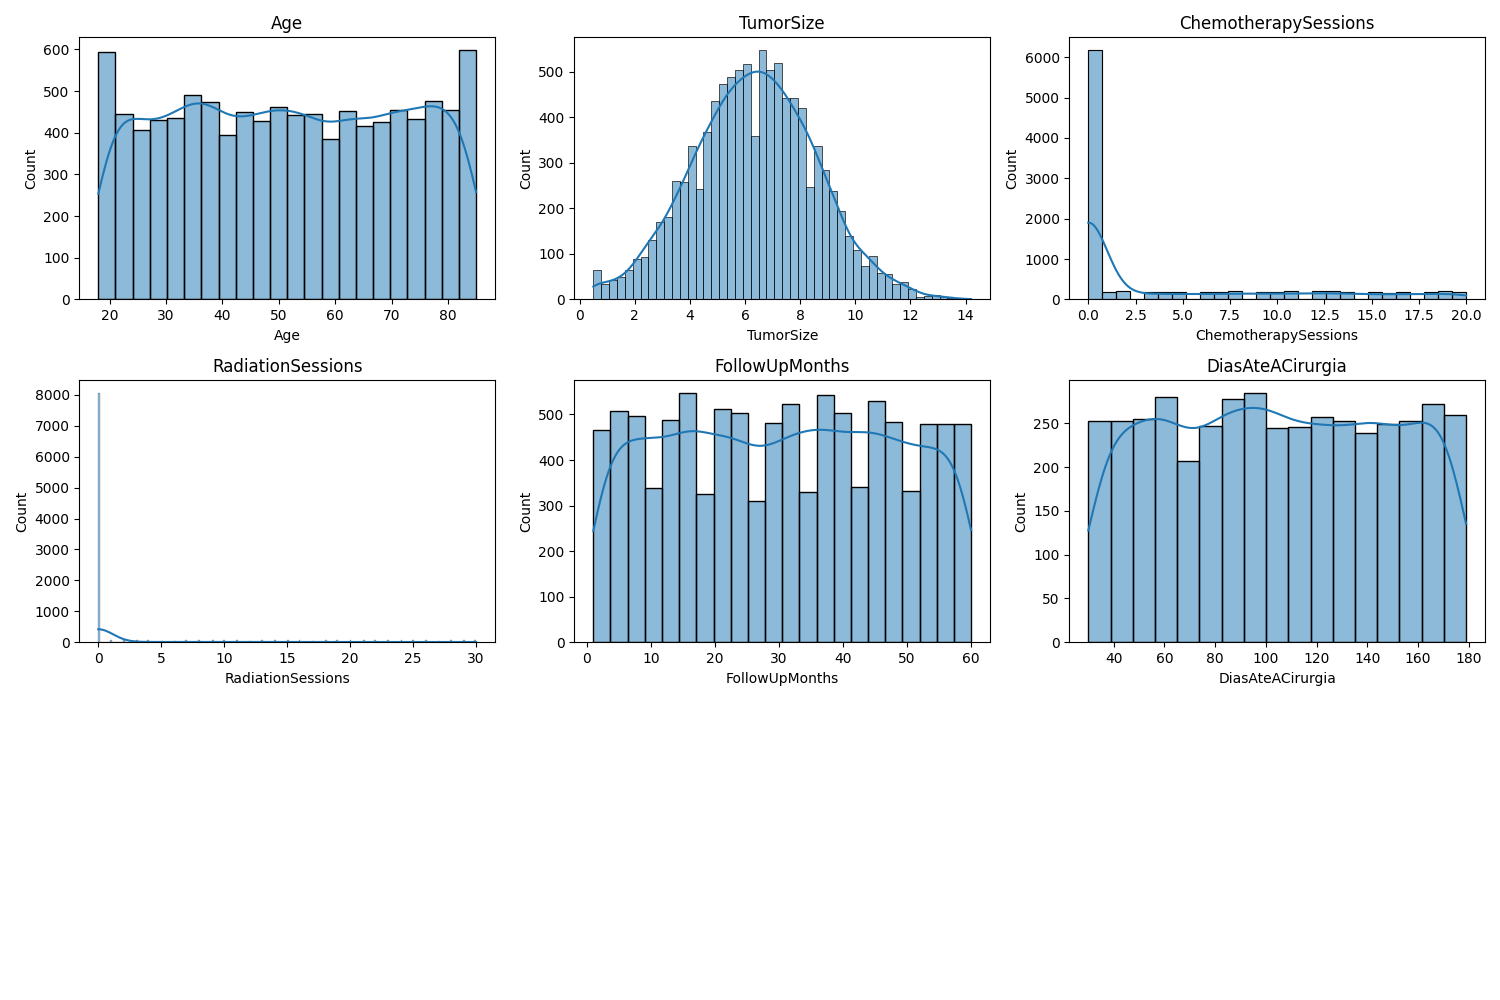 Age
TumorSize
ChemotherapySessions
600
500
400
300
200
100
0
Count
20 30 40 50 60 70 80
Age
500
400
300
200
100
0
Count
0 2 4 6 8 10 12 14
TumorSize
6000
5000
4000
3000
2000
1000
0
Count
0.0 2.5 5.0 7.5 10.0 12.5 15.0 17.5 20.0
ChemotherapySessions
RadiationSessions
FollowUpMonths
DiasAteACirurgia
8000
7000
6000
5000
4000
3000
2000
1000
0
Count
0 5 10 15 20 25 30
RadiationSessions
500
400
300
200
100
0
Count
0 10 20 30 40 50 60
FollowUpMonths
250
200
150
100
50
0
Count
40 60 80 100 120 140 160 180
DiasAteACirurgia